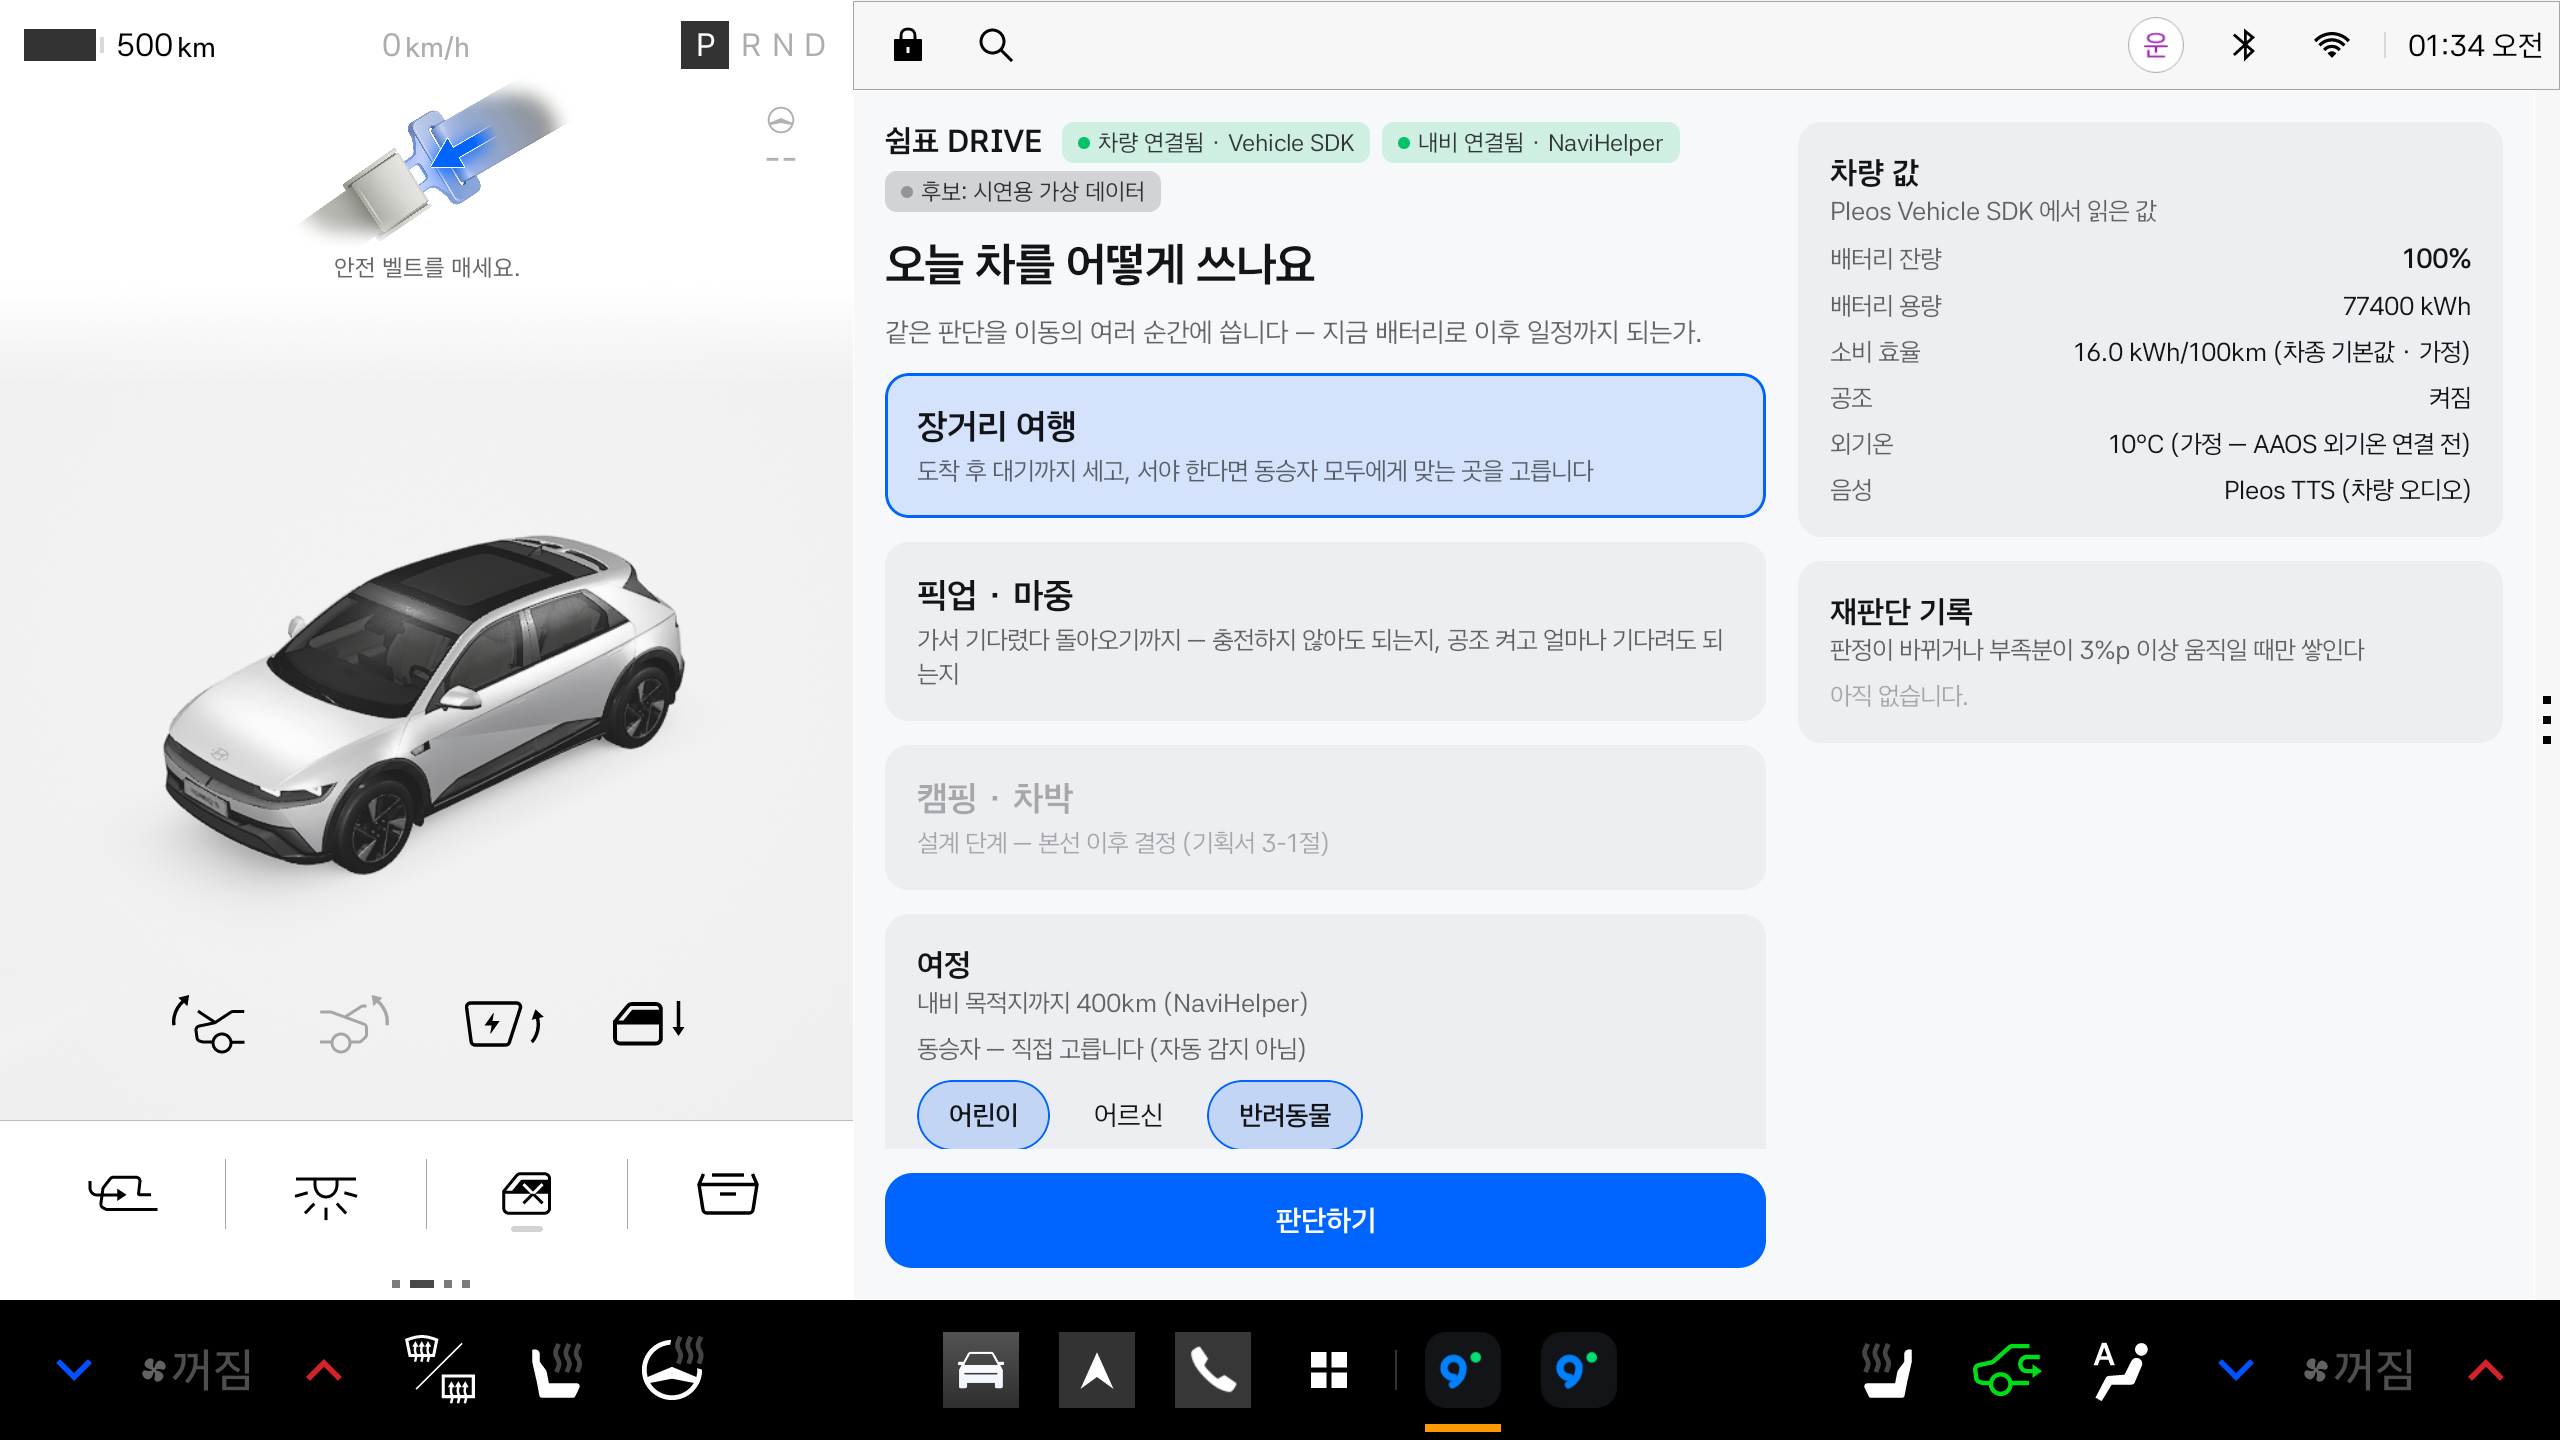 500 km
0 km/h
P R N D
안전 벨트를 매세요.
운
01:34 오전
쉼표 DRIVE
차량 연결됨 · Vehicle SDK
내비 연결됨 · NaviHelper
후보: 시연용 가상 데이터
오늘 차를 어떻게 쓰나요
같은 판단을 이동의 여러 순간에 씁니다 — 지금 배터리로 이후 일정까지 되는가.
장거리 여행
도착 후 대기까지 세고, 서야 한다면 동승자 모두에게 맞는 곳을 고릅니다
픽업 · 마중
가서 기다렸다 돌아오기까지 — 충전하지 않아도 되는지, 공조 켜고 얼마나 기다려도 되
는지
캠핑 · 차박
설계 단계 — 본선 이후 결정 (기획서 3-1절)
여정
내비 목적지까지 400km (NaviHelper)
동승자 — 직접 고릅니다 (자동 감지 아님)
어린이
어르신
반려동물
판단하기
차량 값
Pleos Vehicle SDK 에서 읽은 값
배터리 잔량 100%
배터리 용량 77400 kWh
소비 효율 16.0 kWh/100km (차종 기본값 · 가정)
공조 켜짐
외기온 10°C (가정 — AAOS 외기온 연결 전)
음성 Pleos TTS (차량 오디오)
재판단 기록
판정이 바뀌거나 부족분이 3%p 이상 움직일 때만 쌓인다
아직 없습니다.
꺼짐
A
꺼짐